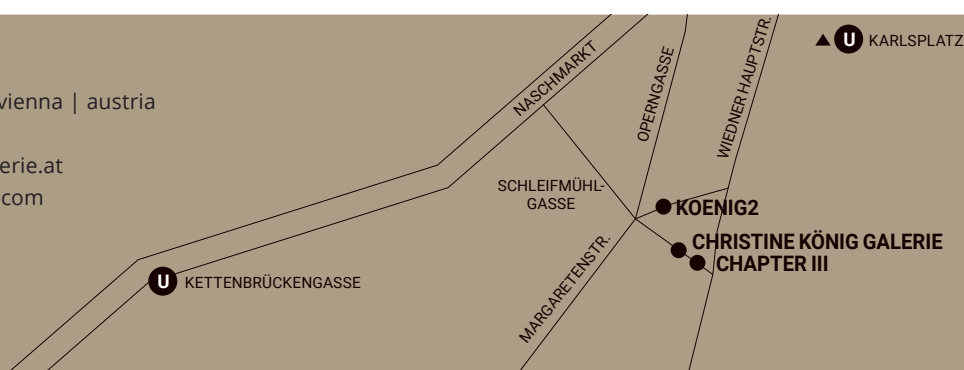 vienna | austria
erie.at
com
NASCHMARKT
OPERNGASSE
WIEDNER HAUPTSTR.
U KARLSPLATZ
SCHLEIFMÜHL-
GASSE
KOENIG2
CHRISTINE KÖNIG GALERIE
CHAPTER III
MARGARETENSTR.
U KETTENBRÜCKENGASSE